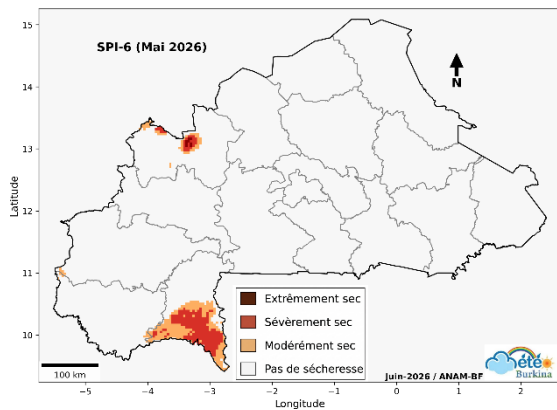 SPI-6 (Mai 2026)
N
15
14
13
12
11
10
Latitude
Extrêmement sec
Sévèrement sec
Modérément sec
Pas de sécheresse
100 km
Juin-2026 / ANAM-BF
été
Burkina
−5
−4
−3
−2
−1
0
1
2
Longitude